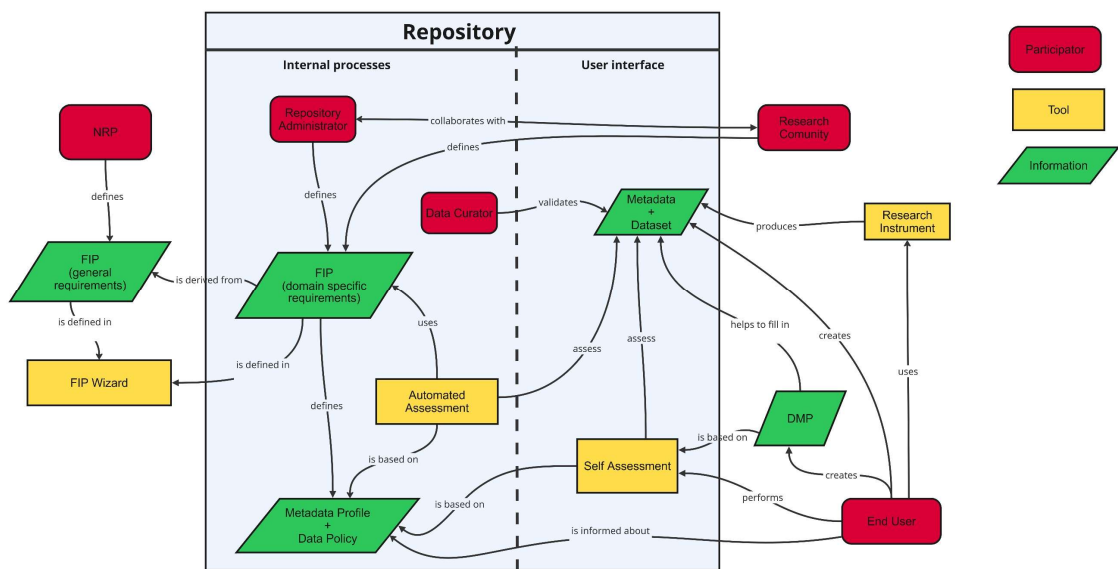 Repository
Internal processes
User interface
Participator
Tool
Information
NRP
Repository
Administrator
collaborates with
Research
Comunity
defines
defines
defines
Data Curator
validates
Metadata
+
Dataset
produces
Research
Instrument
FIP
(general
requirements)
is derived from
FIP
(domain specific
requirements)
uses
is defined in
helps to fill in
creates
assess
assess
is defined in
uses
FIP Wizard
defines
Automated
Assessment
DMP
is based on
is based on
Self Assessment
creates
is based on
performs
Metadata Profile
+
Data Policy
is informed about
End User